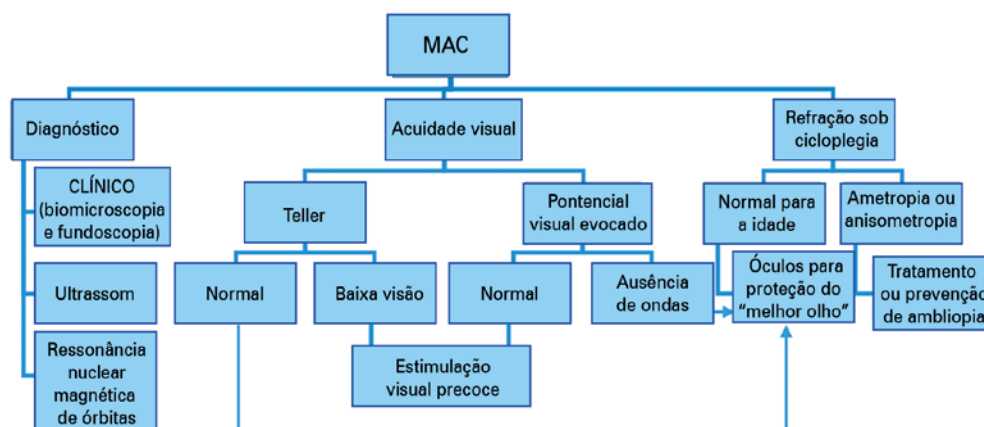 MAC
Diagnóstico
Acuidade visual
Refração sob
cicloplegia
CLÍNICO
(biomicroscopia
e fundoscopia)
Teller
Pontencial
visual evocado
Normal para
a idade
Ametropia ou
anisometropia
Ultrassom
Normal
Baixa visão
Normal
Ausência
de ondas
Óculos para
proteção do
“melhor olho”
Tratamento
ou prevenção
de ambliopia
Ressonância
nuclear
magnética
de órbitas
Estimulação
visual precoce